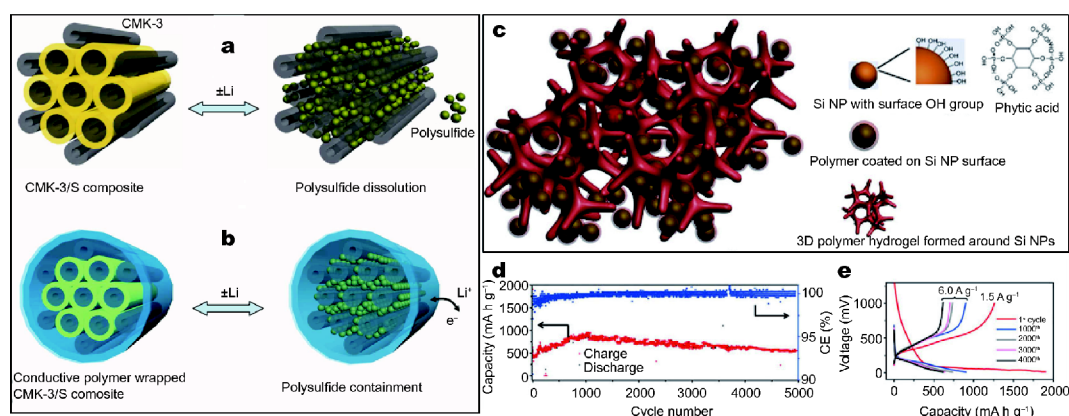 CMK-3
a
±Li
Polysulfide
CMK-3/S composite
Polysulfide dissolution
b
±Li
Li⁺
e⁻
Conductive polymer wrapped
CMK-3/S comosite
Polysulfide containment
c
OH
Si NP with surface OH group
Phytic acid
Polymer coated on Si NP surface
3D polymer hydrogel formed around Si NPs
d
Capacity (mA h g⁻¹)
2000
1500
1000
500
0
Charge
Discharge
100
95
90
CE (%)
0 1000 2000 3000 4000 5000
Cycle number
e
Voltage (mV)
1000
500
0
6.0 A g⁻¹
1.5 A g⁻¹
1ˢᵗ cycle
1000ᵗʰ
2000ᵗʰ
3000ᵗʰ
4000ᵗʰ
0 500 1000 1500 2000
Capacity (mA h g⁻¹)